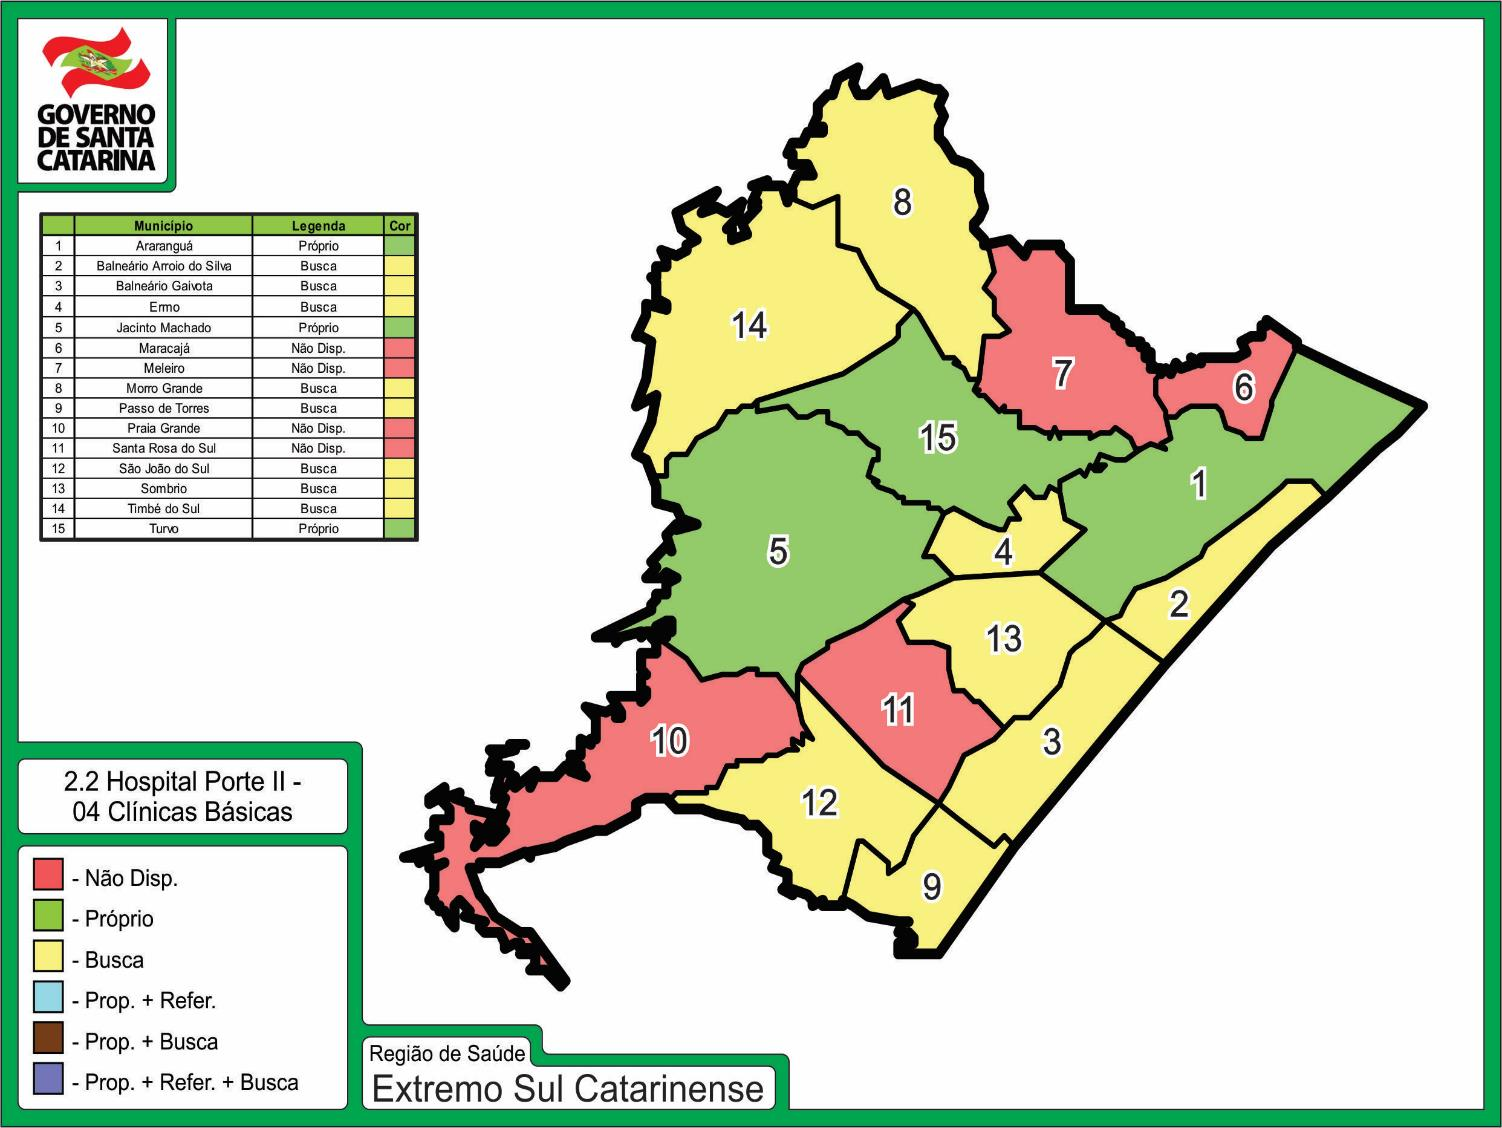 GOVERNO
DE SANTA
CATARINA
Município Legenda Cor
1 Araranguá Próprio
2 Balneário Arroio do Silva Busca
3 Balneário Gaivota Busca
4 Ermo Busca
5 Jacinto Machado Próprio
6 Maracajá Não Disp.
7 Meleiro Não Disp.
8 Morro Grande Busca
9 Passo de Torres Busca
10 Praia Grande Não Disp.
11 Santa Rosa do Sul Não Disp.
12 São João do Sul Busca
13 Sombrio Busca
14 Timbé do Sul Busca
15 Turvo Próprio
8
14
7
6
15
1
5
4
2
13
11
3
10
12
9
2.2 Hospital Porte II -
04 Clínicas Básicas
- Não Disp.
- Próprio
- Busca
- Prop. + Refer.
- Prop. + Busca
- Prop. + Refer. + Busca
Região de Saúde
Extremo Sul Catarinense